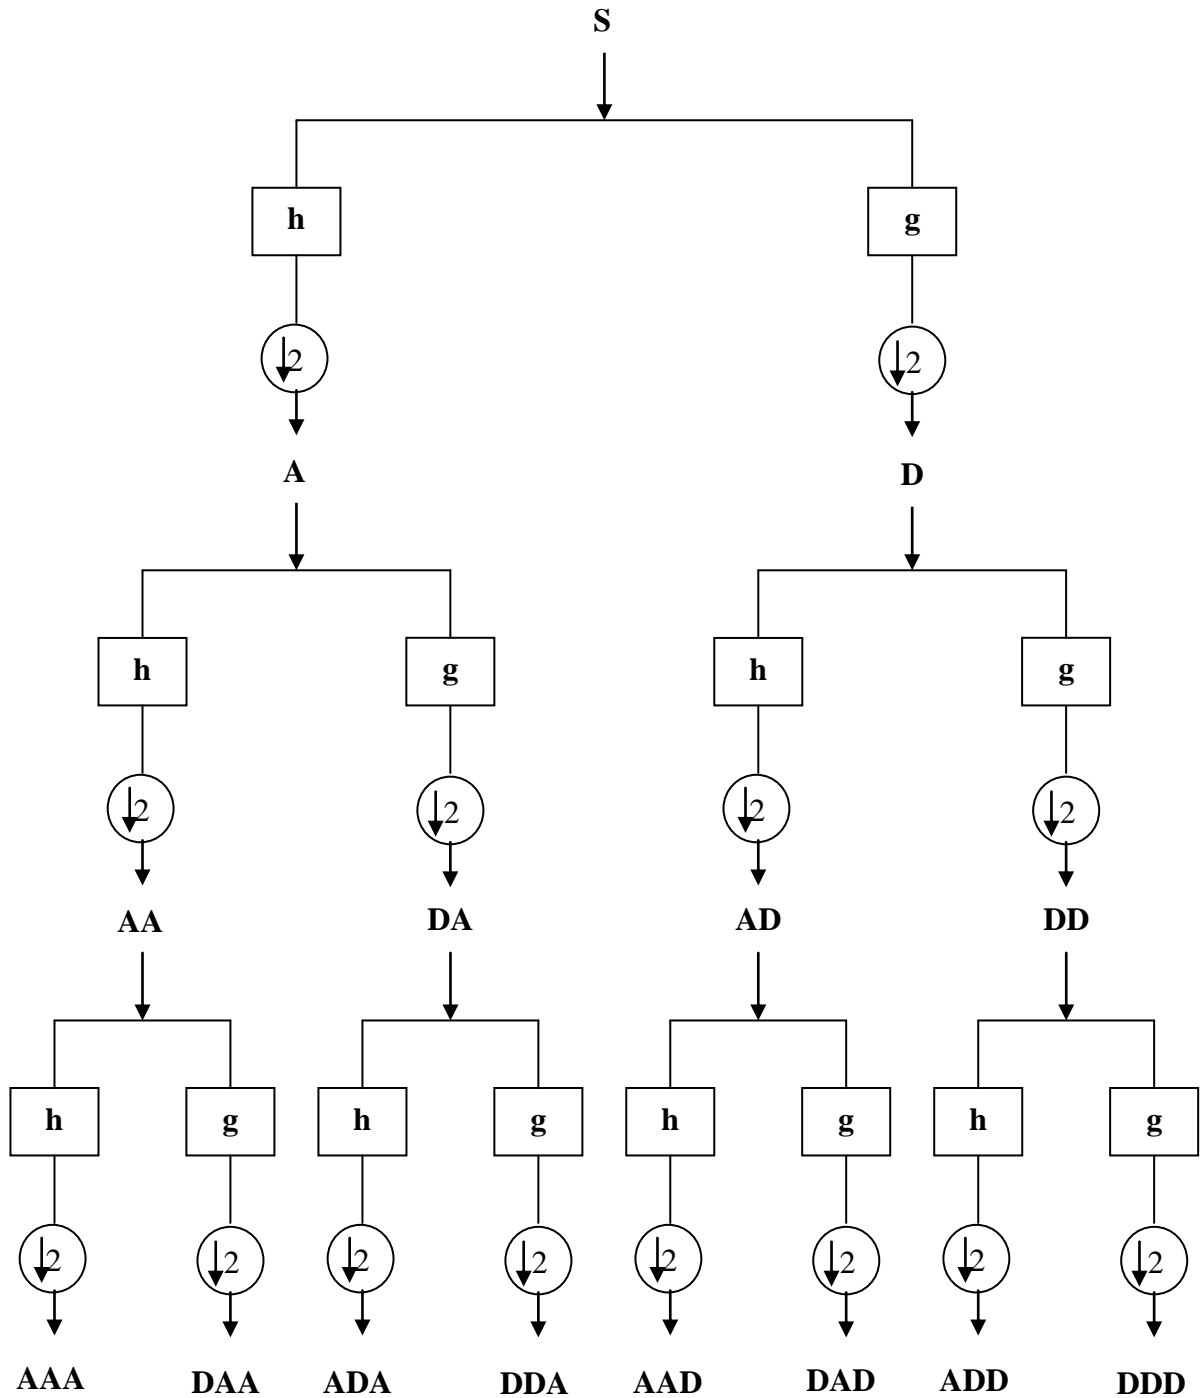 S
h g
↓2 ↓2
A D
h g h g
↓2 ↓2 ↓2 ↓2
AA DA AD DD
h g h g h g h g
↓2 ↓2 ↓2 ↓2 ↓2 ↓2 ↓2 ↓2
AAA DAA ADA DDA AAD DAD ADD DDD